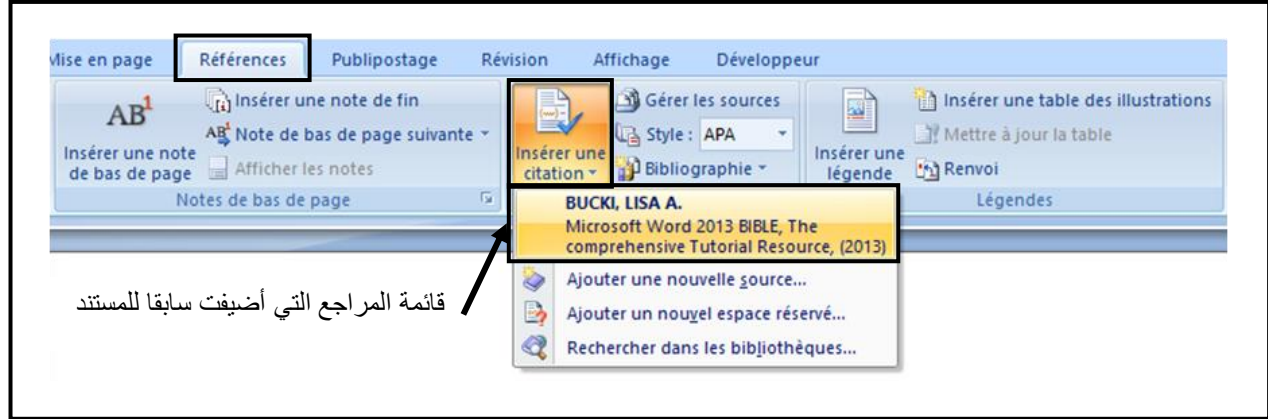 Mise en page Références Publipostage Révision Affichage Développeur
AB1
Insérer une note
de bas de page
Insérer une note de fin
AB1 Note de bas de page suivante
Afficher les notes
Notes de bas de page
Insérer une
citation
Gérer les sources
Style : APA
Bibliographie
Insérer une
légende
Insérer une table des illustrations
Mettre à jour la table
Renvoi
Légendes
BUCKI, LISA A.
Microsoft Word 2013 BIBLE, The
comprehensive Tutorial Resource, (2013)
Ajouter une nouvelle source...
Ajouter un nouvel espace réservé...
Rechercher dans les bibliothèques...
قائمة المراجع التي أضيفت سابقا للمستند